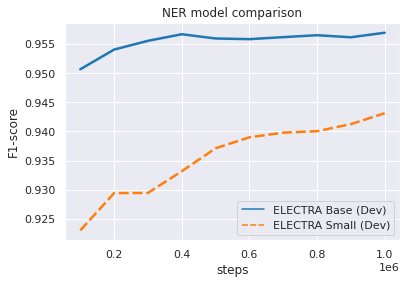 NER model comparison
F1-score
0.955
0.950
0.945
0.940
0.935
0.930
0.925
ELECTRA Base (Dev)
ELECTRA Small (Dev)
0.2 0.4 0.6 0.8 1.0
1e6
steps